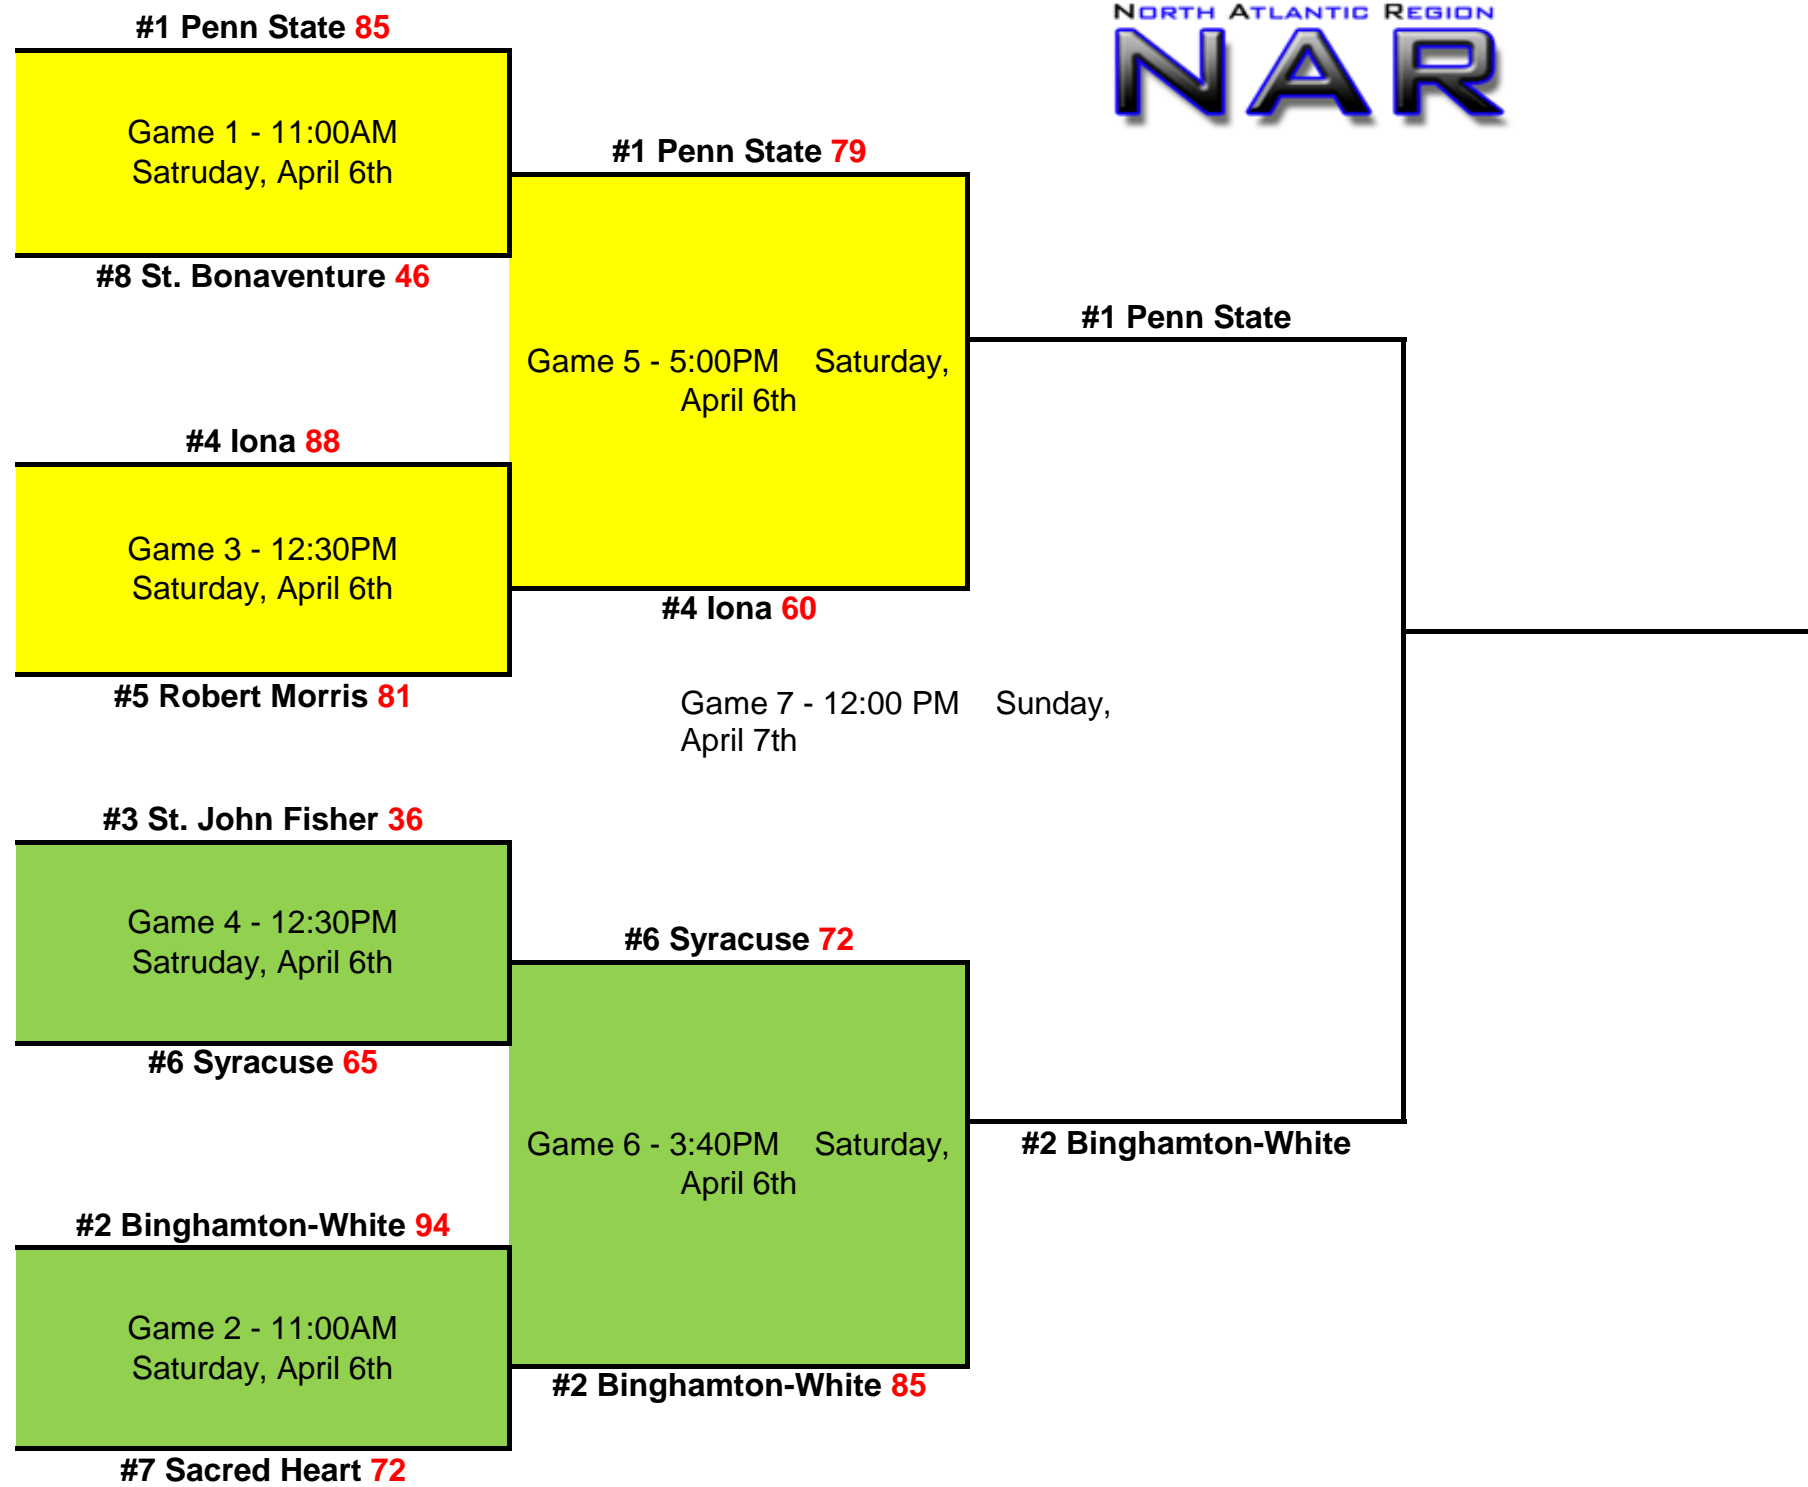 NORTH ATLANTIC REGION
NAR
#1 Penn State 85
Game 1 - 11:00AM
Satruday, April 6th
#8 St. Bonaventure 46
#1 Penn State 79
Game 5 - 5:00PM Saturday,
April 6th
#4 Iona 60
#4 Iona 88
Game 3 - 12:30PM
Saturday, April 6th
#5 Robert Morris 81
#1 Penn State
Game 7 - 12:00 PM Sunday,
April 7th
#3 St. John Fisher 36
Game 4 - 12:30PM
Satruday, April 6th
#6 Syracuse 65
#6 Syracuse 72
Game 6 - 3:40PM Saturday,
April 6th
#2 Binghamton-White 85
#2 Binghamton-White
#2 Binghamton-White 94
Game 2 - 11:00AM
Saturday, April 6th
#7 Sacred Heart 72